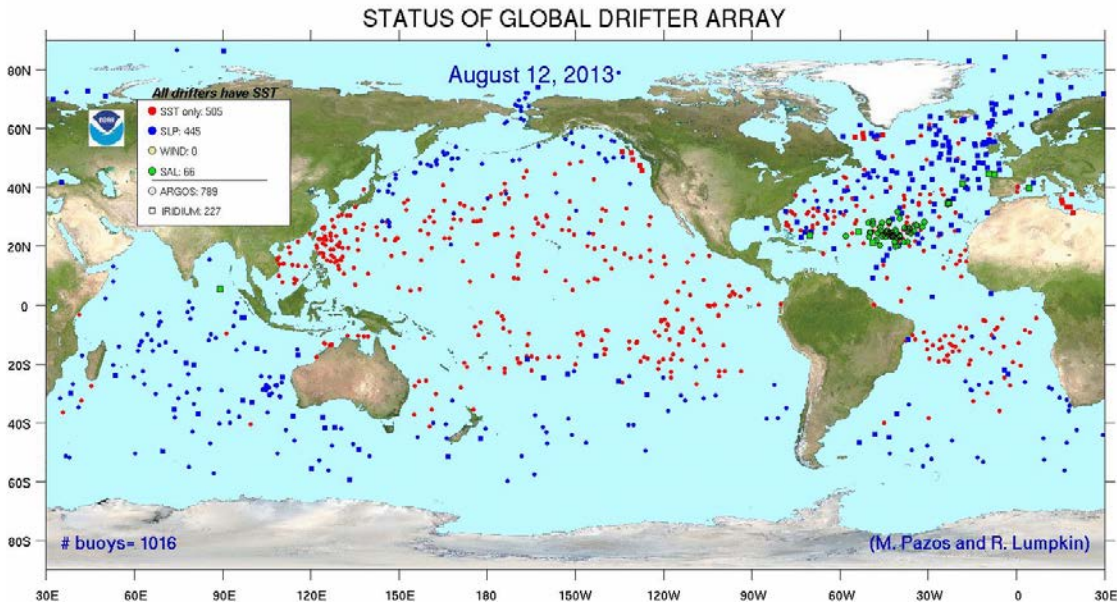 STATUS OF GLOBAL DRIFTER ARRAY
August 12, 2013
All drifters have SST
SST only: 505
SLP: 445
WIND: 0
SAL: 66
ARGOS: 789
IRIDIUM: 227
80N
60N
40N
20N
0
20S
40S
60S
80S
# buoys= 1016
(M. Pazos and R. Lumpkin)
30E 60E 90E 120E 150E 180 150W 120W 90W 60W 30W 0 30E